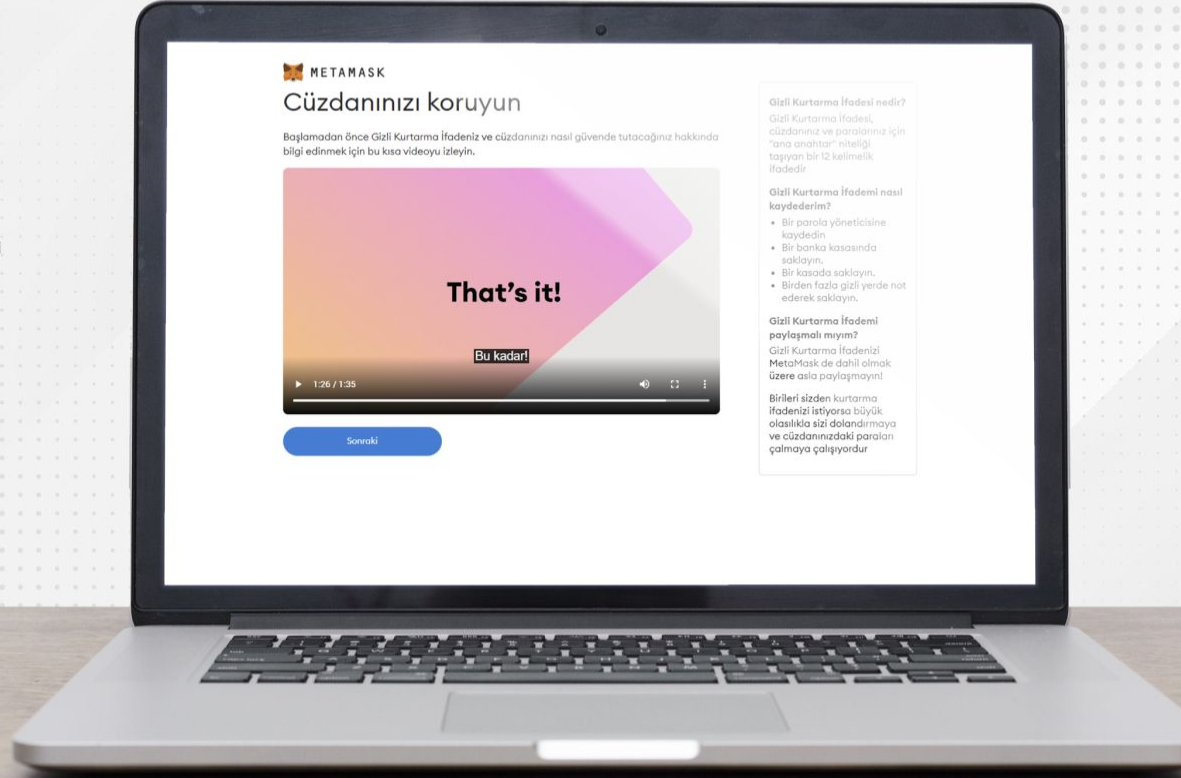 METAMASK
Cüzdanınızı koruyun
Başlamadan önce Gizli Kurtarma İfadeniz ve cüzdanınızı nasıl güvende tutacağınız hakkında
bilgi edinmek için bu kısa videoyu izleyin.
That's it!
Bu kadar!
1:26 / 1:35
Sonraki
Gizli Kurtarma İfadesi nedir?
Gizli Kurtarma İfadesi,
cüzdanınız ve paralarınız için
"ana anahtar" niteliği
taşıyan bir 12 kelimelik
ifadedir
Gizli Kurtarma İfademi nasıl
kaydederim?
• Bir parola yöneticisine
kaydedin
• Bir banka kasasında
saklayın.
• Bir kasada saklayın.
• Birden fazla gizli yerde not
ederek saklayın.
Gizli Kurtarma İfademi
paylaşmalı mıyım?
Gizli Kurtarma İfadenizi
MetaMask de dahil olmak
üzere asla paylaşmayın!
Birileri sizden kurtarma
ifadenizi istiyorsa büyük
olasılıkla sizi dolandırmaya
ve cüzdanınızdaki paraları
çalmaya çalışıyordur